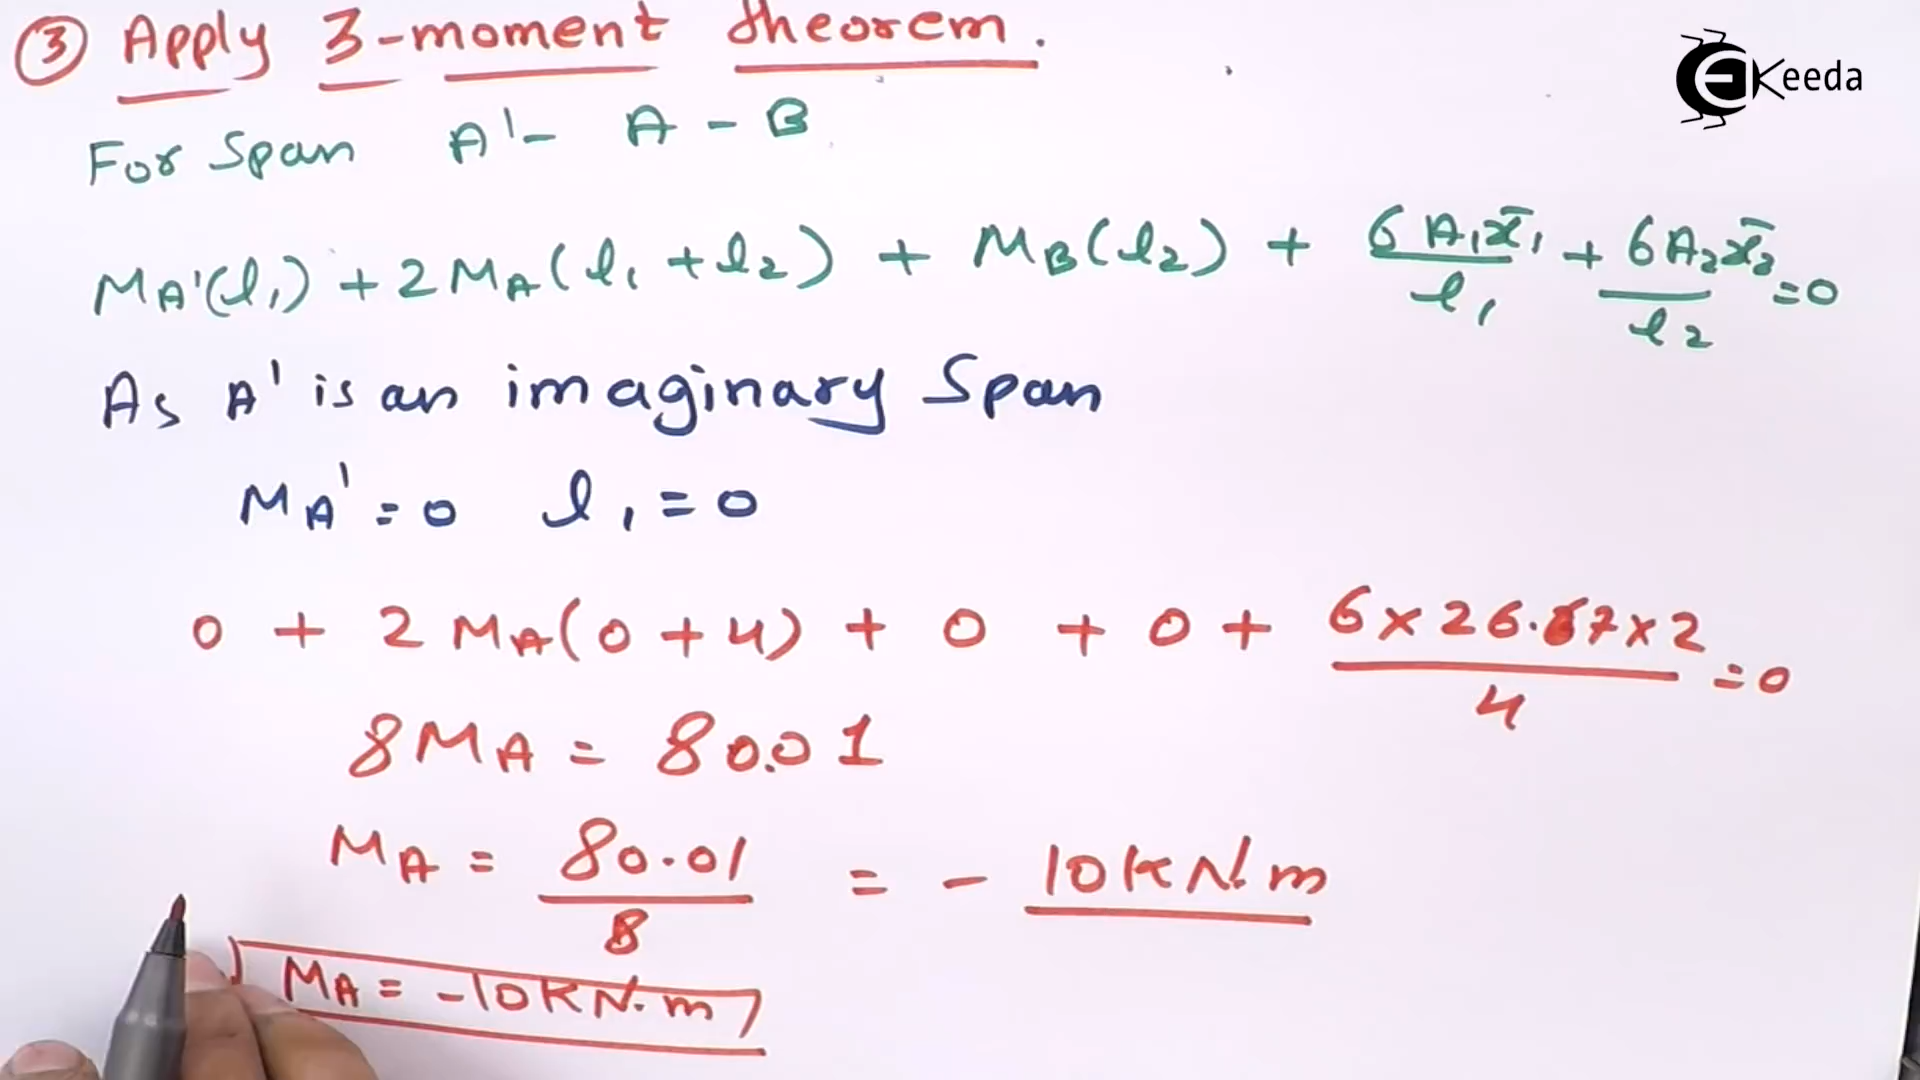 ③ Apply 3-moment theorem.
EKeeda
For Span A' - A - B
MA'(l1) + 2MA(l1 + l2) + MB(l2) + 6A1x̄1/l1 + 6A2x̄2/l2 = 0
As A' is an imaginary Span
MA' = 0 l1 = 0
0 + 2MA(0 + 4) + 0 + 0 + 6×26.67×2/4 = 0
8MA = 80.01
MA = 80.01/8 = - 10kN.m
MA = -10KN.m